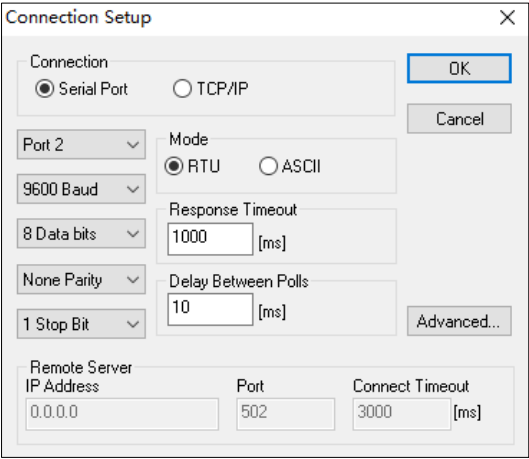 Connection Setup
Connection
Serial Port TCP/IP
OK
Cancel
Port 2
9600 Baud
8 Data bits
None Parity
1 Stop Bit
Mode
RTU ASCII
Response Timeout
1000 [ms]
Delay Between Polls
10 [ms]
Advanced...
Remote Server
IP Address Port Connect Timeout
0.0.0.0 502 3000 [ms]